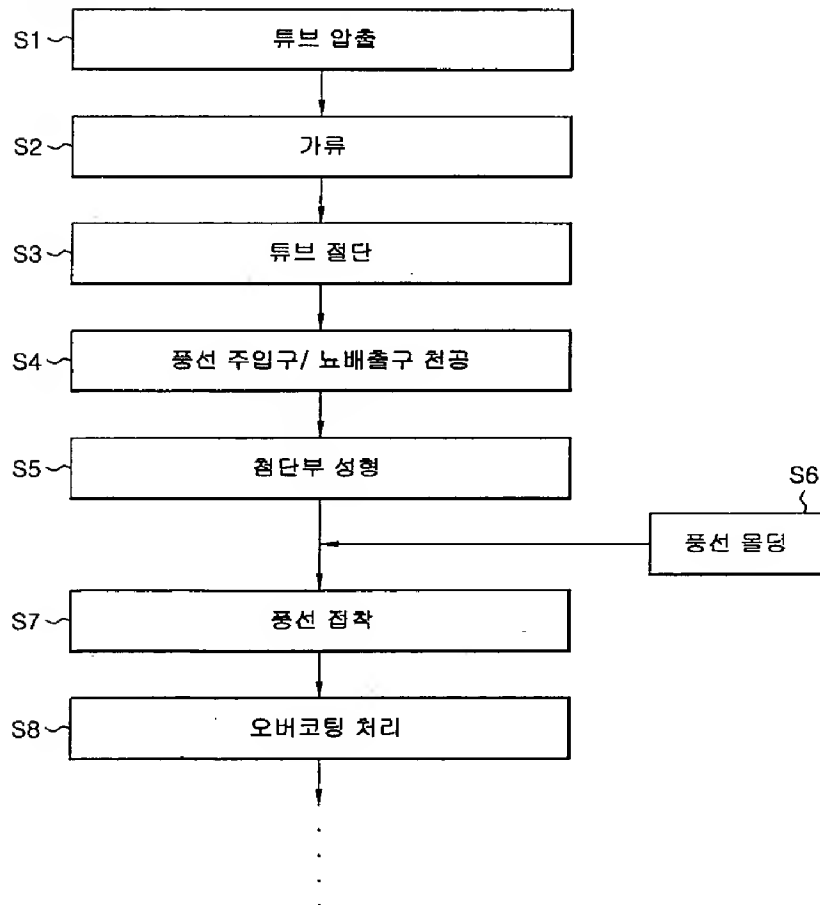 S1 튜브 압출
S2 가류
S3 튜브 절단
S4 풍선 주입구/ 뇨배출구 천공
S5 첨단부 성형
S6
풍선 몰딩
S7 풍선 접착
S8 오버코팅 처리